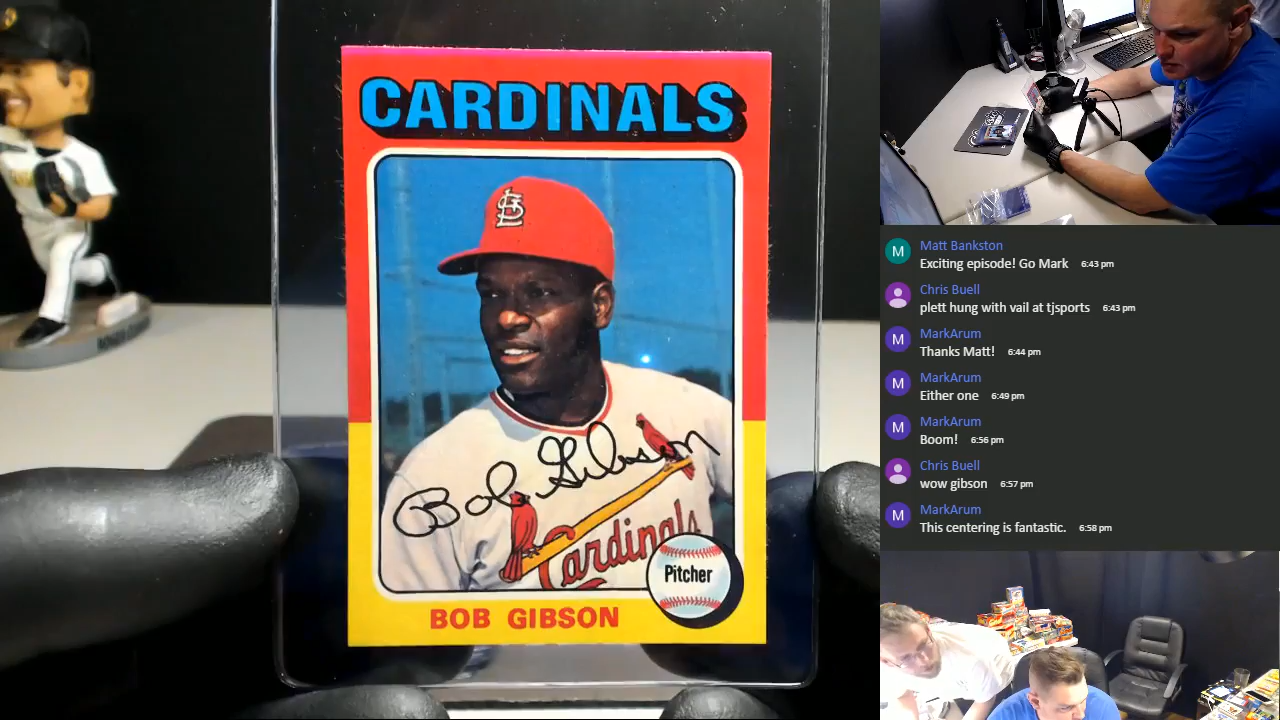 CARDINALS
STL
Bob Gibson
Cardinals
Pitcher
BOB GIBSON
M Matt Bankston
Exciting episode! Go Mark 6:43 pm
Chris Buell
plett hung with vail at tjsports 6:43 pm
M MarkArum
Thanks Matt! 6:44 pm
M MarkArum
Either one 6:49 pm
M MarkArum
Boom! 6:56 pm
Chris Buell
wow gibson 6:57 pm
M MarkArum
This centering is fantastic. 6:58 pm